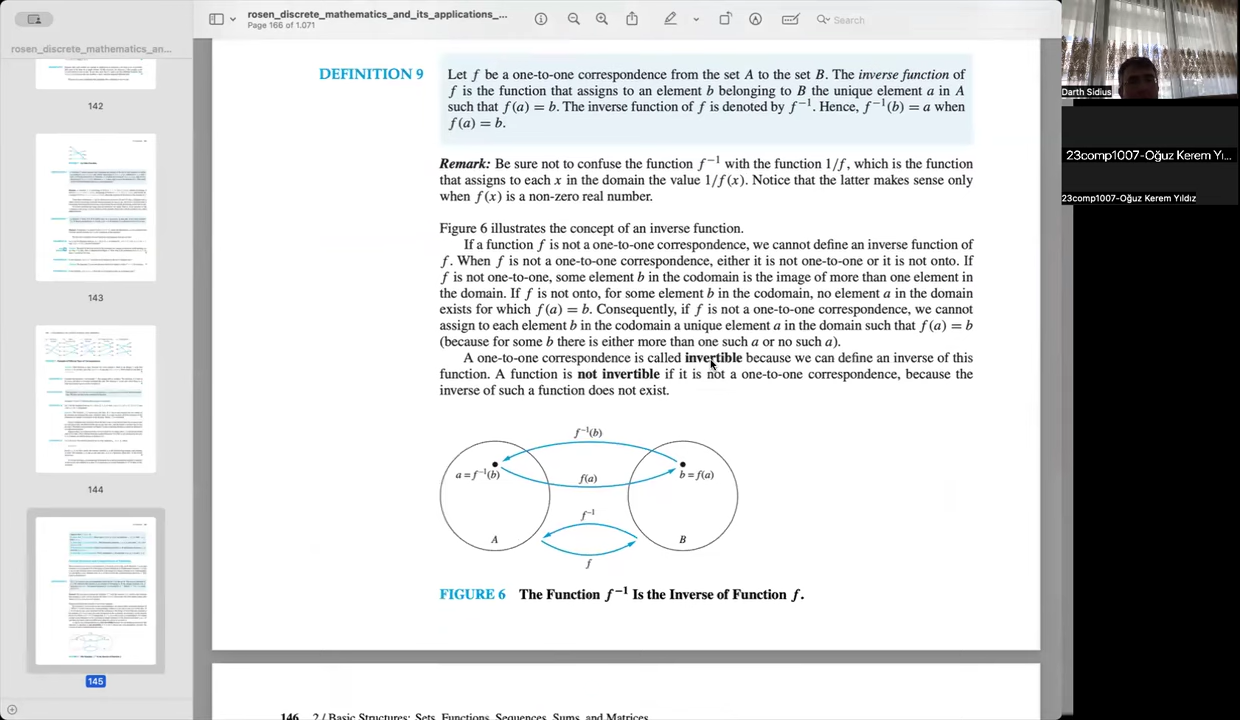 rosen_discrete_mathematics_and_its_applications_...
Page 166 of 1.071
Search
rosen_discrete_mathematics_an...
142
143
144
145
DEFINITION 9
Let f be a one-to-one correspondence from the set A to the set B. The inverse function of
f is the function that assigns to an element b belonging to B the unique element a in A
such that f(a) = b. The inverse function of f is denoted by f⁻¹. Hence, f⁻¹(b) = a when
f(a) = b.
Remark: Be sure not to confuse the function f⁻¹ with the function 1/f, which is the function
that assigns to each x in the domain the value 1/f(x). Notice that the latter makes sense only
when f(x) is a non-zero real number.
Figure 6 illustrates the concept of an inverse function.
If a function f is not a one-to-one correspondence, we cannot define an inverse function of
f. When f is not a one-to-one correspondence, either it is not one-to-one or it is not onto. If
f is not one-to-one, some element b in the codomain is the image of more than one element in
the domain. If f is not onto, for some element b in the codomain, no element a in the domain
exists for which f(a) = b. Consequently, if f is not a one-to-one correspondence, we cannot
assign to each element b in the codomain a unique element a in the domain such that f(a) = b
(because for some b there is either more than one such a or no such a).
A one-to-one correspondence is called invertible because we can define an inverse of this
function. A function is not invertible if it is not a one-to-one correspondence, because the
inverse of such a function does not exist.
f⁻¹(b)
a = f⁻¹(b)
f(a)
b = f(a)
f⁻¹
A
B
f
FIGURE 6 The Function f⁻¹ Is the Inverse of Function f.
146 2 / Basic Structures: Sets, Functions, Sequences, Sums, and Matrices
Darth Sidius
23comp1007-Oğuz Kerem Yı...
23comp1007-Oğuz Kerem Yıldız